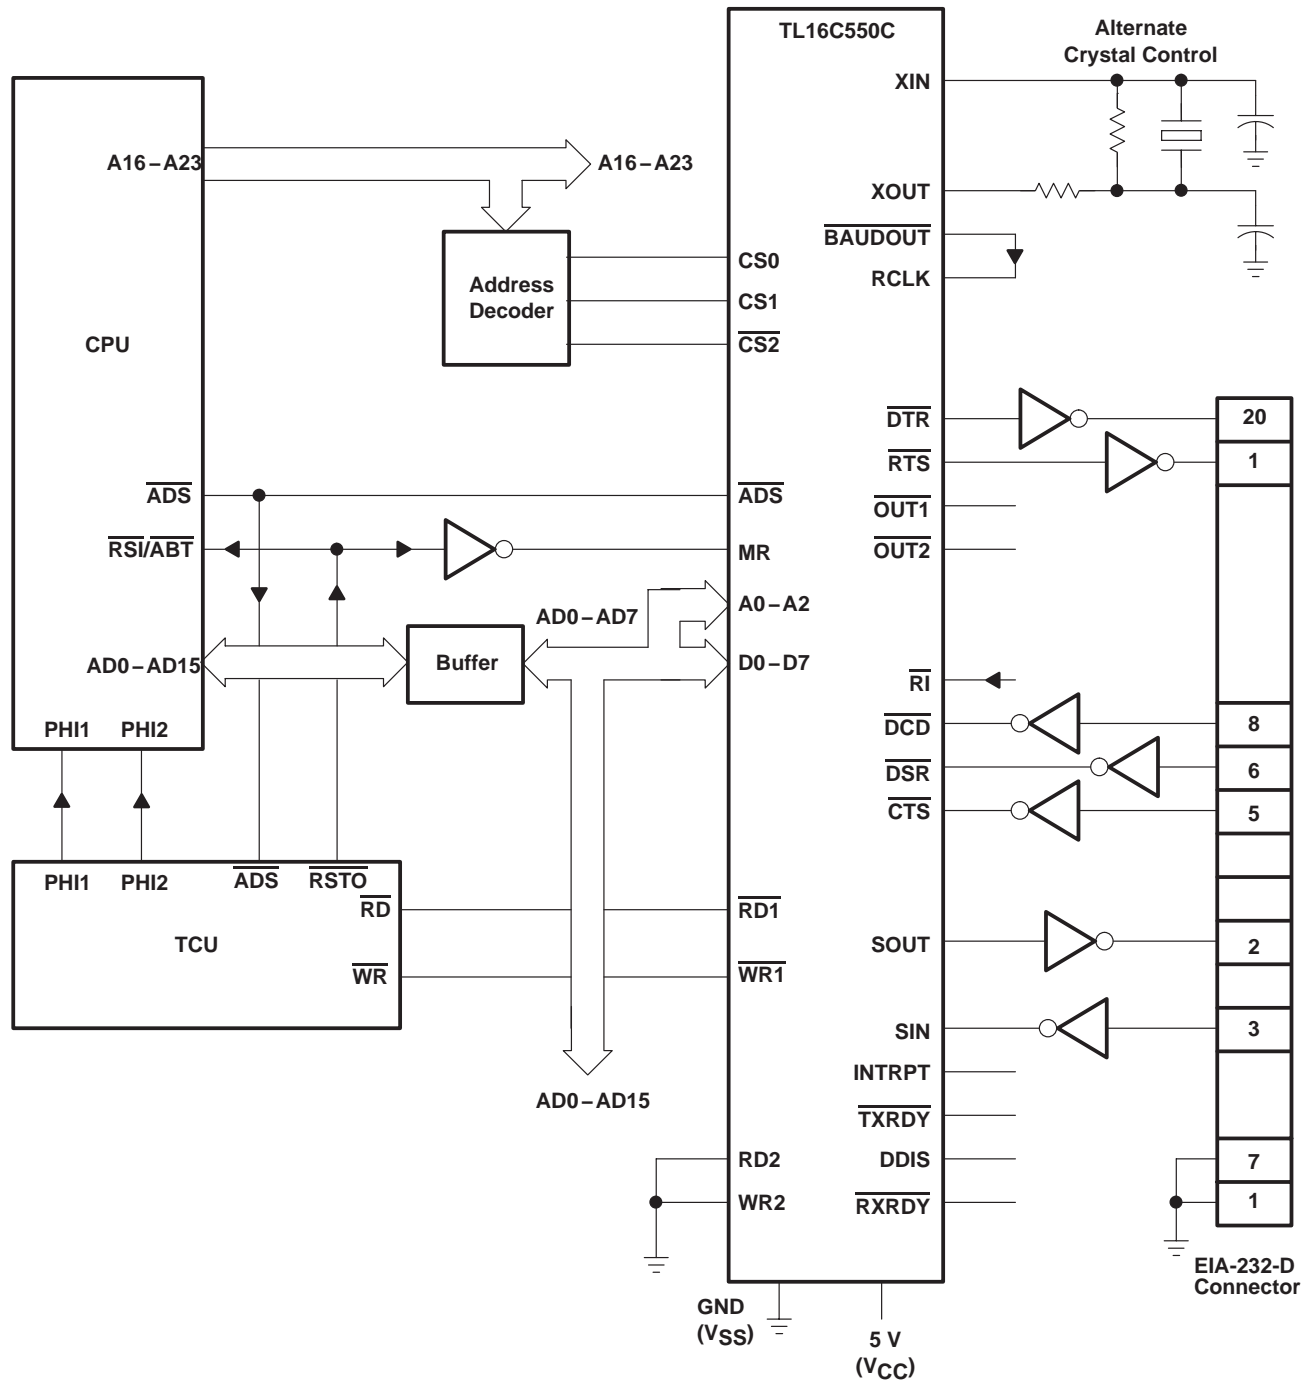 TL16C550C
Alternate
Crystal Control
XIN
A16–A23
A16–A23
XOUT
BAUDOUT
RCLK
CS0
CS1
CS2
Address
Decoder
CPU
DTR
20
RTS
1
ADS
ADS
OUT1
RSI/ABT
MR
OUT2
AD0–AD7
A0–A2
AD0–AD15
Buffer
D0–D7
RI
PHI1
PHI2
DCD
8
DSR
6
CTS
5
PHI1
PHI2
ADS
RSTO
RD
RD1
TCU
SOUT
2
WR
WR1
SIN
3
INTRPT
AD0–AD15
TXRDY
RD2
DDIS
7
WR2
RXRDY
1
EIA-232-D
Connector
GND
(VSS)
5 V
(VCC)